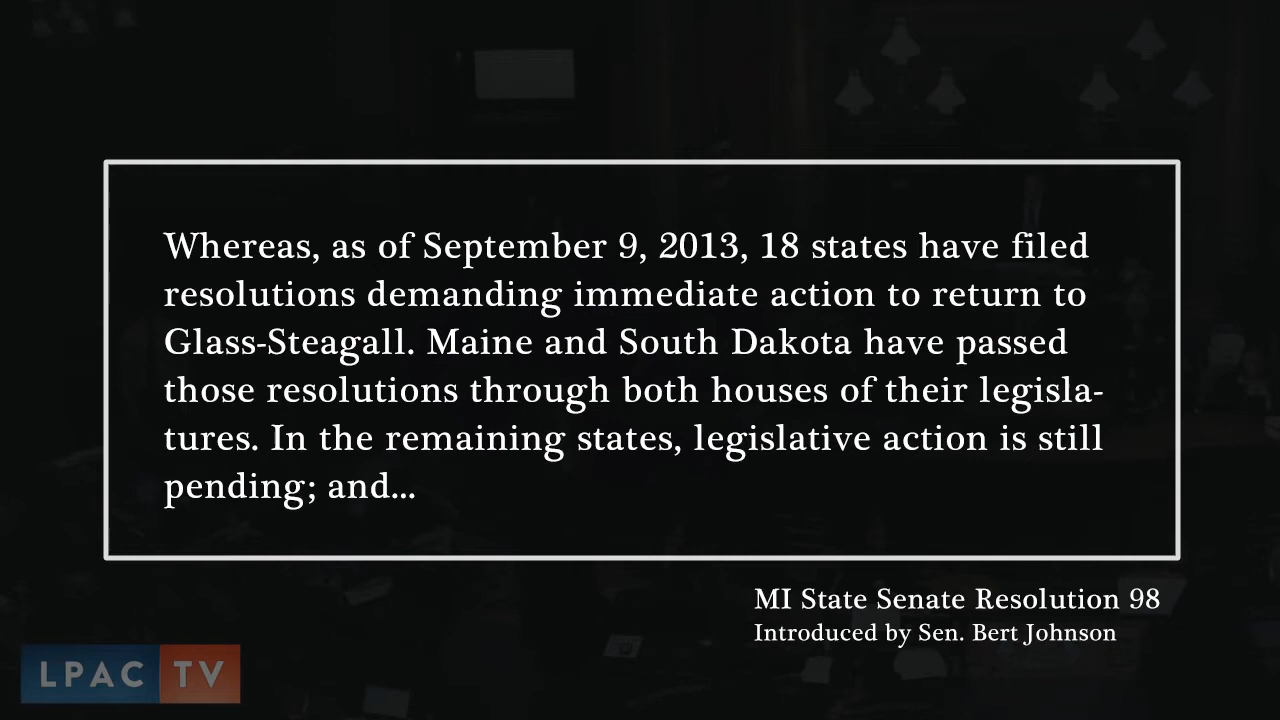 Whereas, as of September 9, 2013, 18 states have filed
resolutions demanding immediate action to return to
Glass-Steagall. Maine and South Dakota have passed
those resolutions through both houses of their legisla-
tures. In the remaining states, legislative action is still
pending; and...
MI State Senate Resolution 98
Introduced by Sen. Bert Johnson
LPAC TV